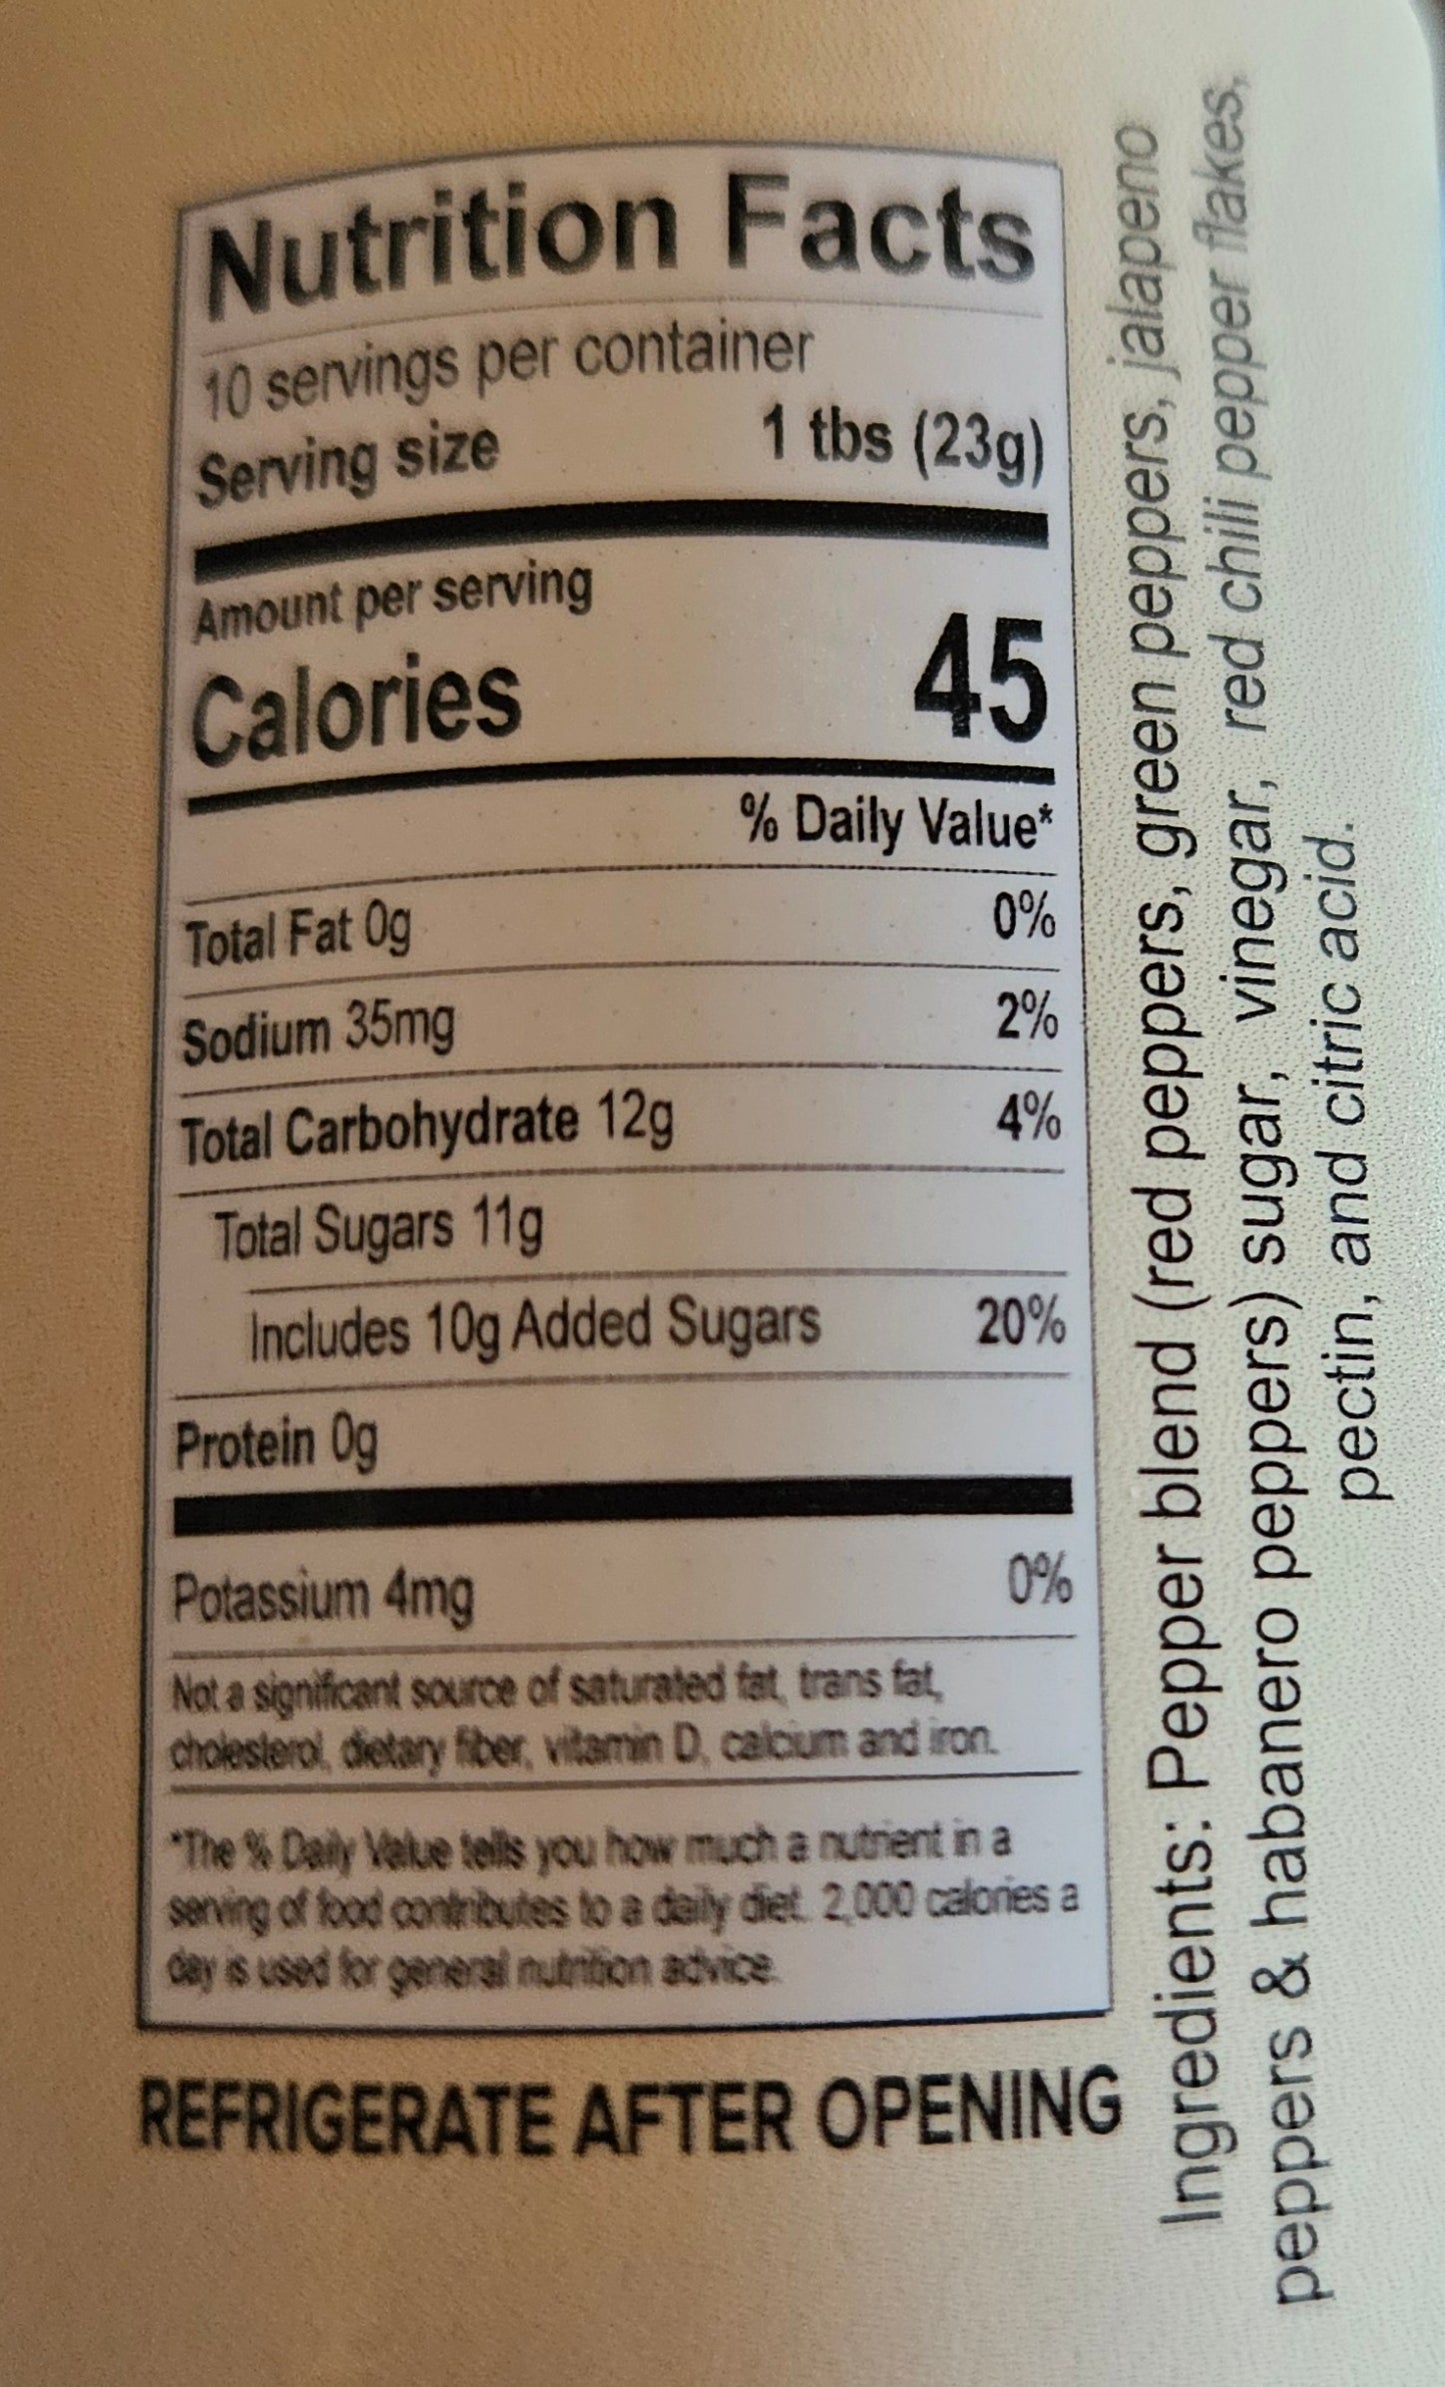 Nutrition Facts
10 servings per container
Serving size 1 tbs (23g)
Amount per serving
Calories 45
% Daily Value*
Total Fat 0g 0%
Sodium 35mg 2%
Total Carbohydrate 12g 4%
Total Sugars 11g
Includes 10g Added Sugars 20%
Protein 0g
Potassium 4mg 0%
Not a significant source of saturated fat, trans fat,
cholesterol, dietary fiber, vitamin D, calcium and iron.
*The % Daily Value tells you how much a nutrient in a
serving of food contributes to a daily diet. 2,000 calories a
day is used for general nutrition advice.
REFRIGERATE AFTER OPENING
Ingredients: Pepper blend (red peppers, green peppers, jalapeno
peppers & habanero peppers) sugar, vinegar, red chili pepper flakes,
pectin, and citric acid.